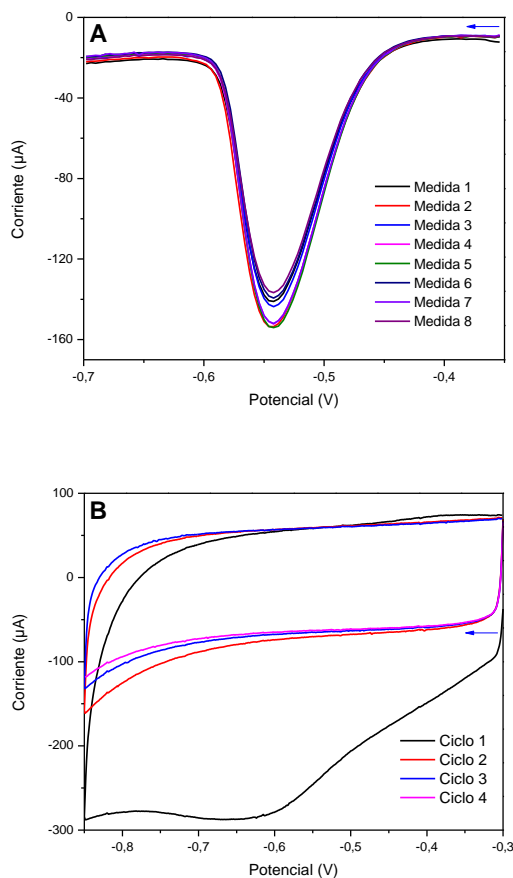 A
20
0
-20
-40
-80
-120
-160
Corriente (µA)
Medida 1
Medida 2
Medida 3
Medida 4
Medida 5
Medida 6
Medida 7
Medida 8
-0,7
-0,6
-0,5
-0,4
Potencial (V)
B
100
0
-100
-200
-300
Corriente (µA)
Ciclo 1
Ciclo 2
Ciclo 3
Ciclo 4
-0,8
-0,7
-0,6
-0,5
-0,4
-0,3
Potencial (V)